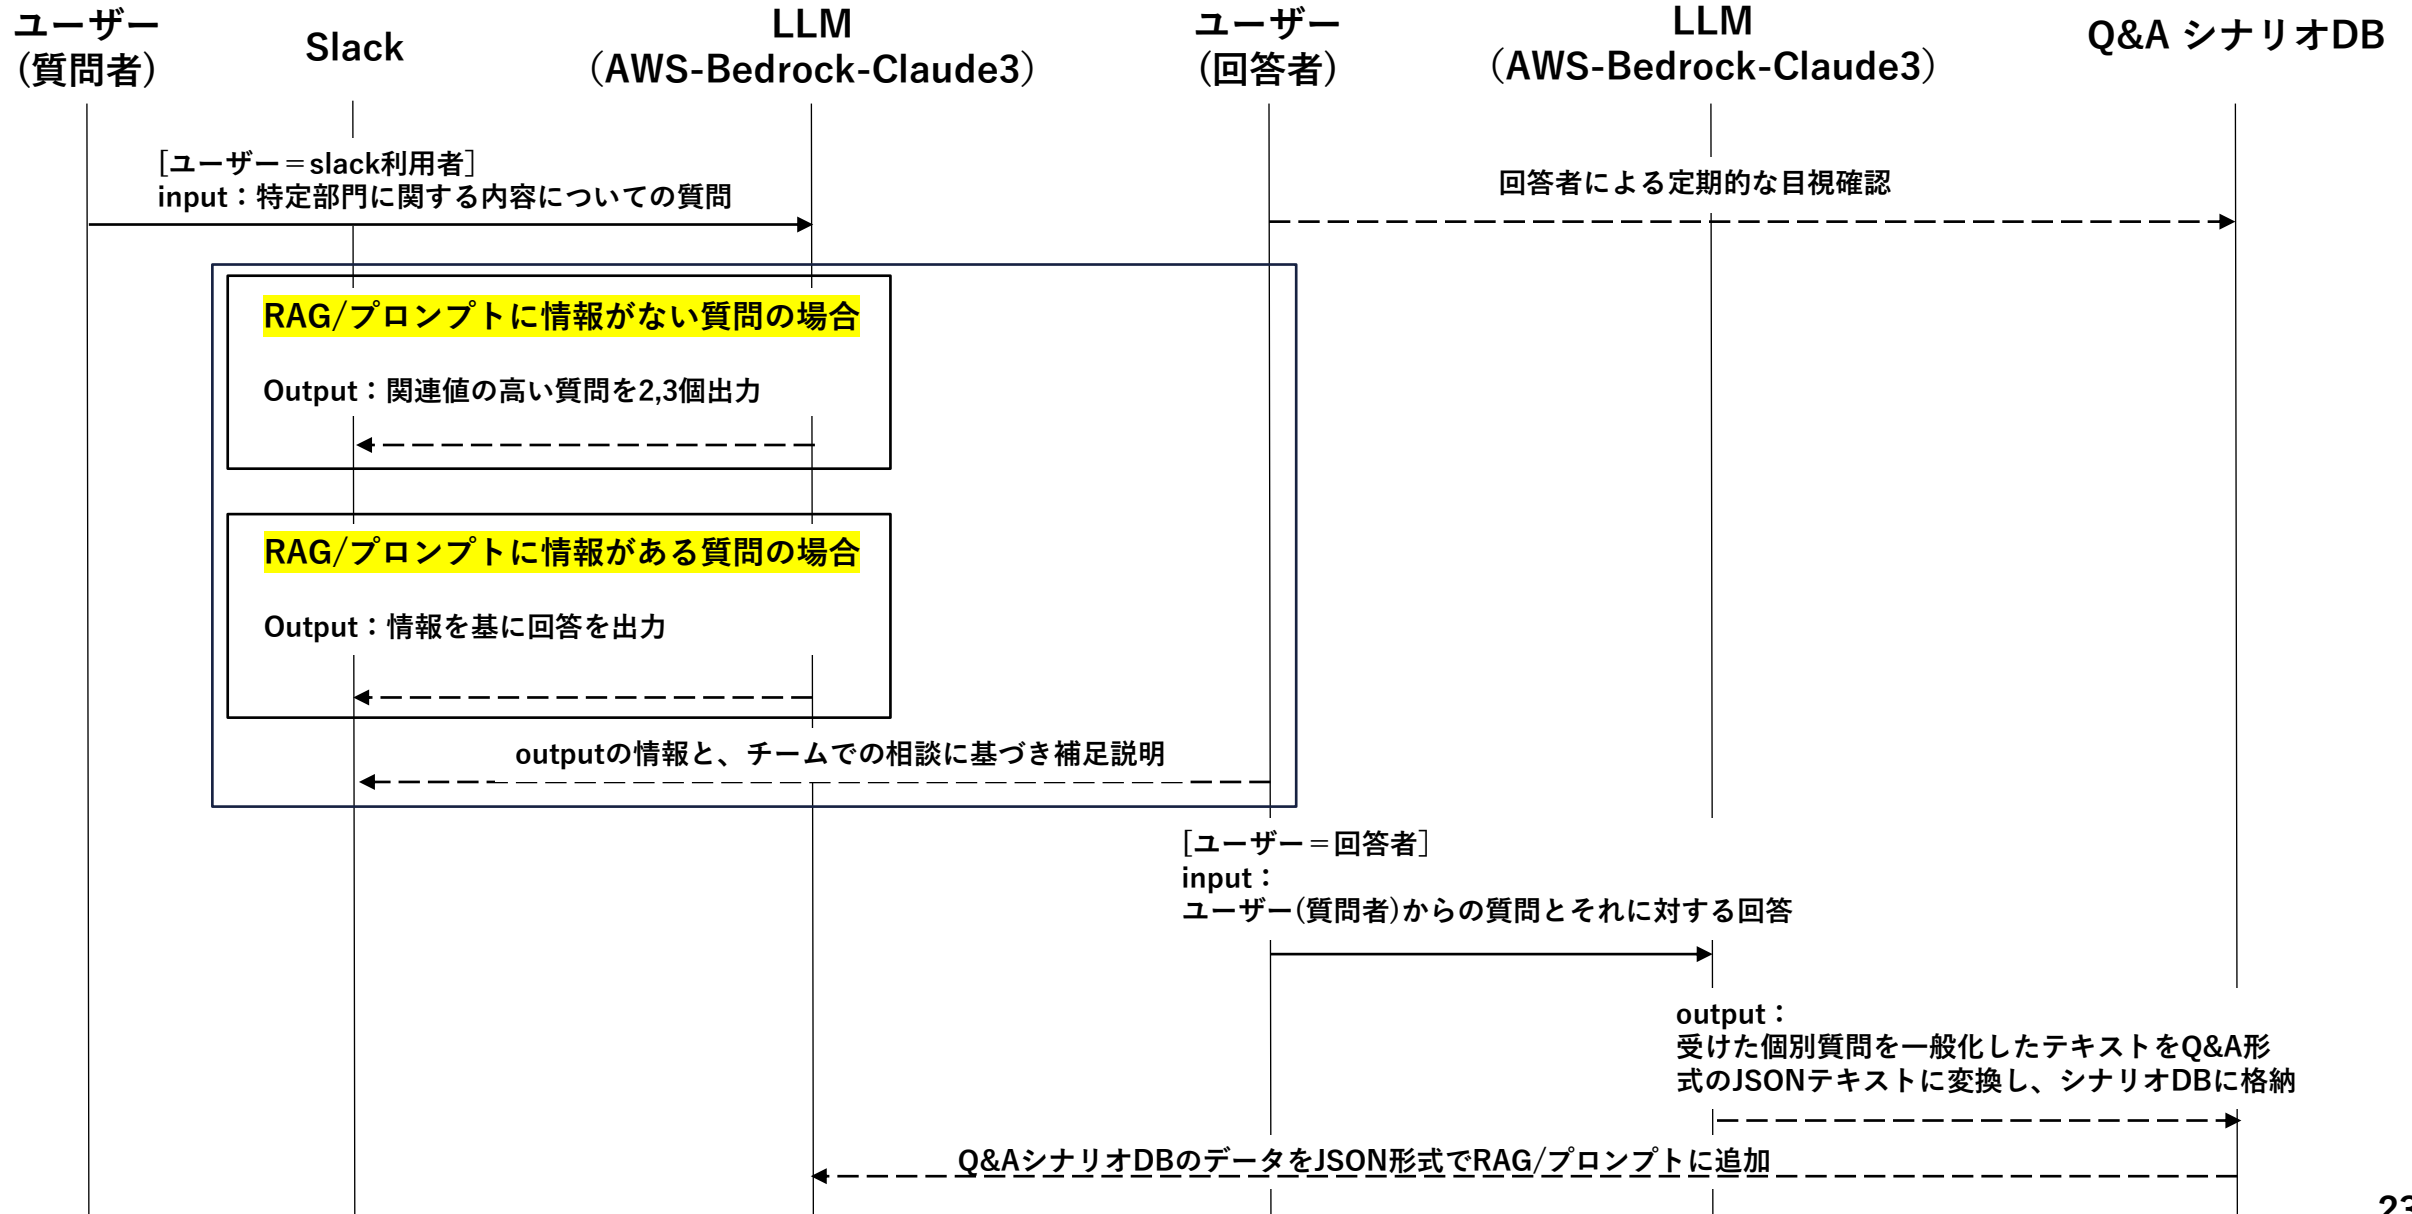 ユーザー
(質問者)
Slack
LLM
（AWS-Bedrock-Claude3）
ユーザー
(回答者)
LLM
（AWS-Bedrock-Claude3）
Q&A シナリオDB
[ユーザー＝slack利用者]
input：特定部門に関する内容についての質問
回答者による定期的な目視確認
RAG/プロンプトに情報がない質問の場合
Output：関連値の高い質問を2,3個出力
RAG/プロンプトに情報がある質問の場合
Output：情報を基に回答を出力
outputの情報と、チームでの相談に基づき補足説明
[ユーザー＝回答者]
input：
ユーザー(質問者)からの質問とそれに対する回答
output：
受けた個別質問を一般化したテキストをQ&A形
式のJSONテキストに変換し、シナリオDBに格納
Q&AシナリオDBのデータをJSON形式でRAG/プロンプトに追加
23